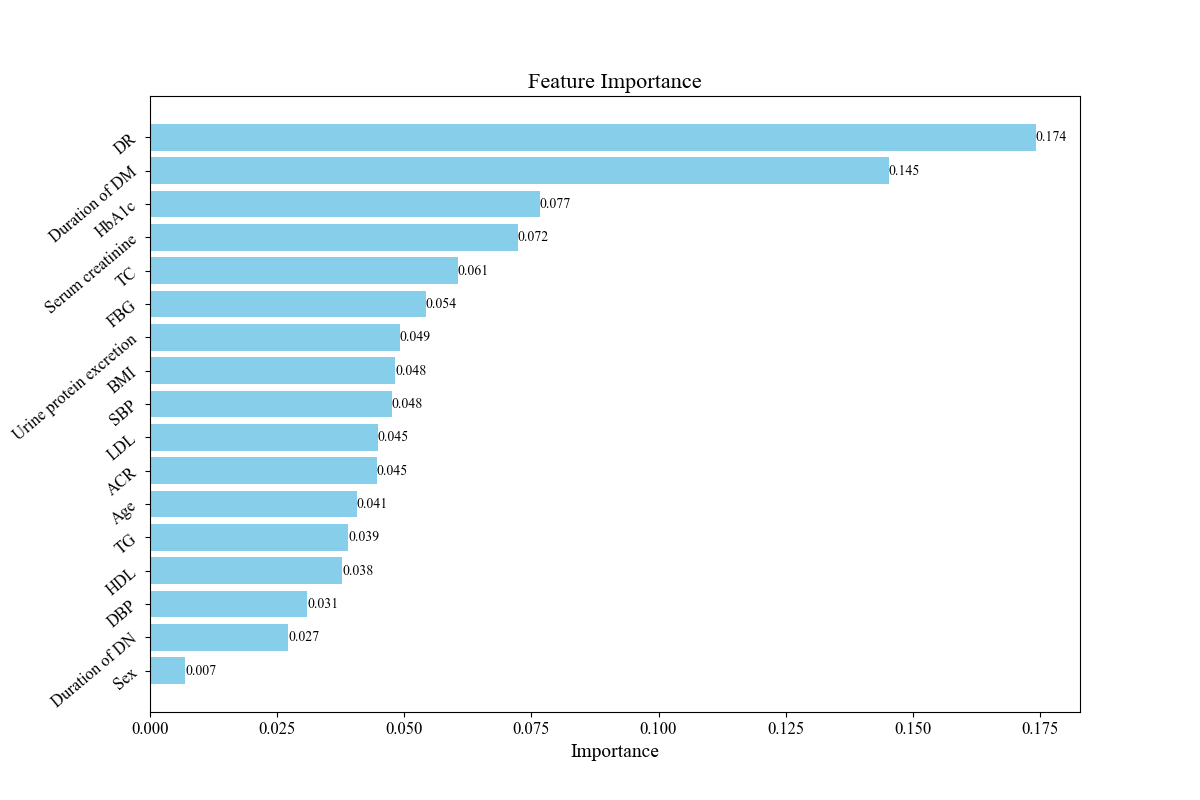 Feature Importance
DR 0.174
Duration of DM 0.145
HbA1c 0.077
Serum creatinine 0.072
TC 0.061
FBG 0.054
Urine protein excretion 0.049
BMI 0.048
SBP 0.048
LDL 0.045
ACR 0.045
Age 0.041
TG 0.039
HDL 0.038
DBP 0.031
Duration of DN 0.027
Sex 0.007
0.000 0.025 0.050 0.075 0.100 0.125 0.150 0.175
Importance